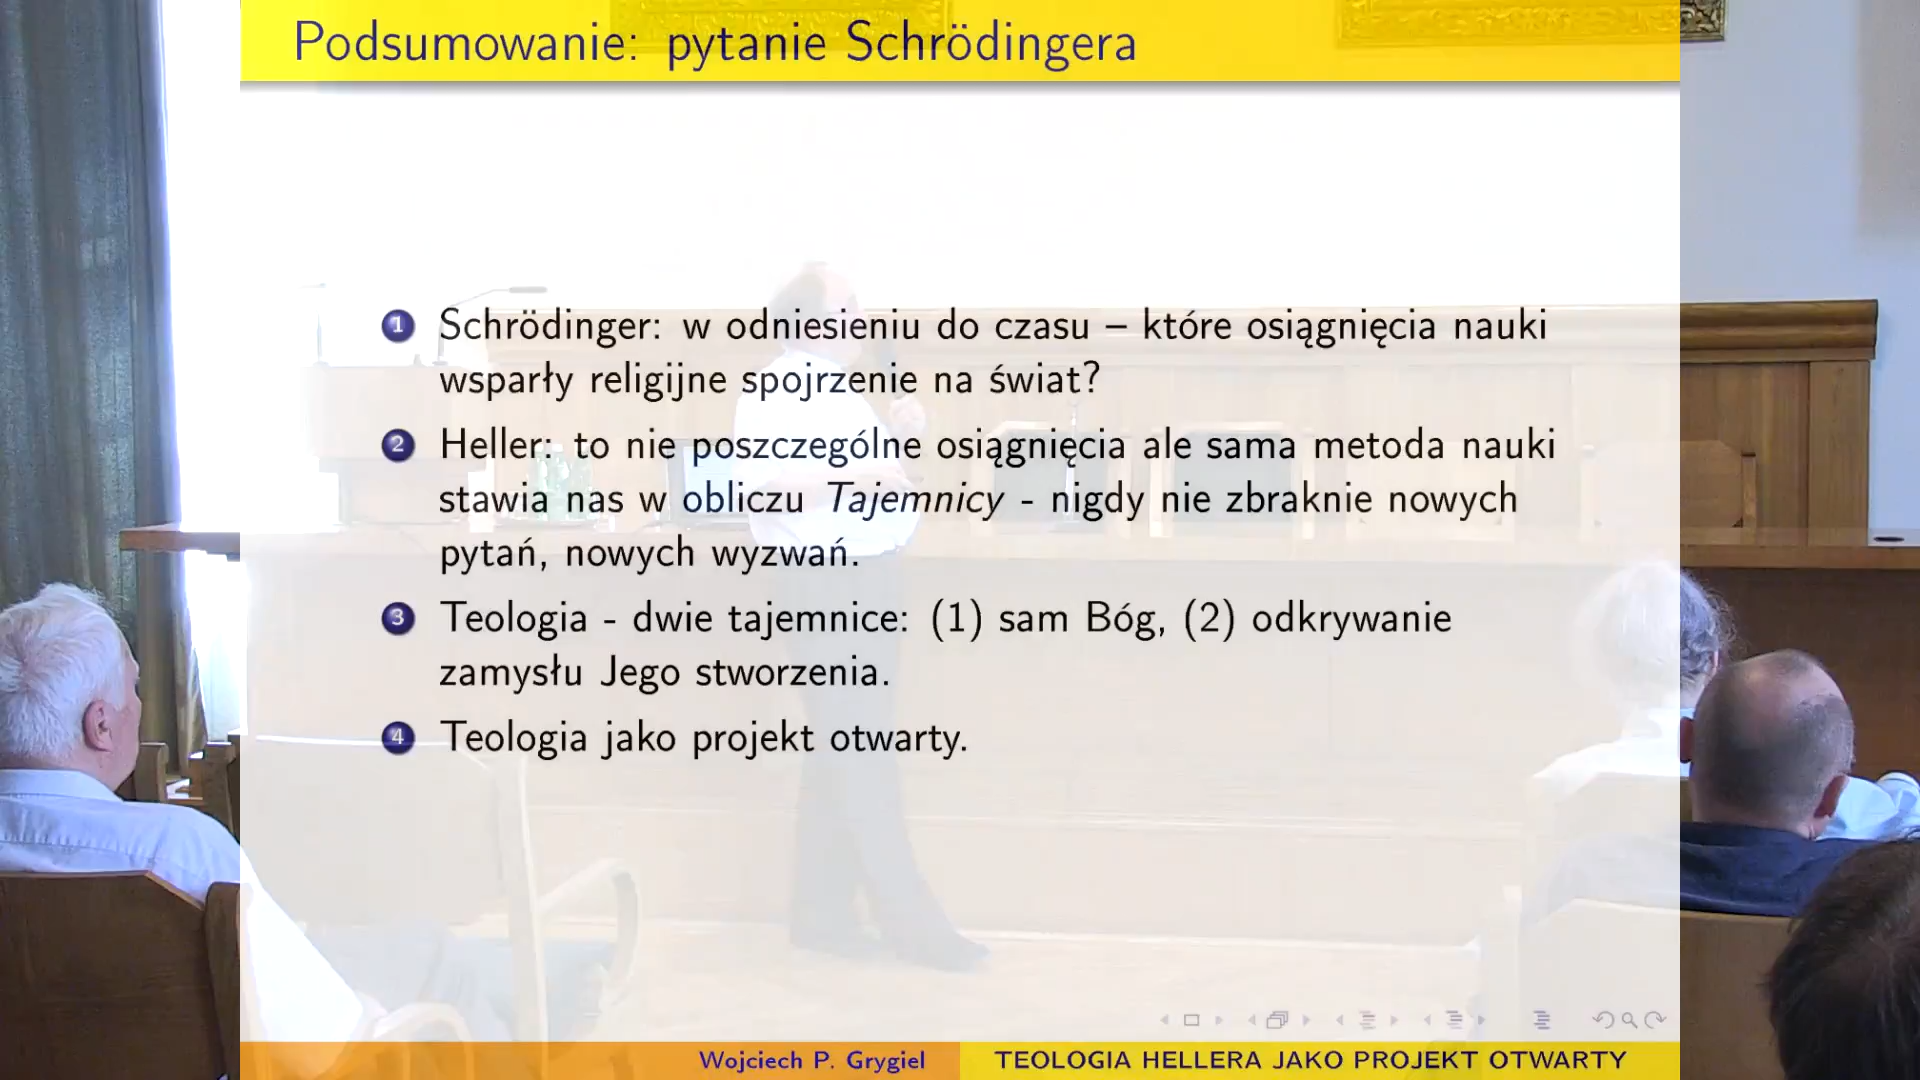 Podsumowanie: pytanie Schrödingera
1 Schrödinger: w odniesieniu do czasu – które osiągnięcia nauki
wsparły religijne spojrzenie na świat?
2 Heller: to nie poszczególne osiągnięcia ale sama metoda nauki
stawia nas w obliczu Tajemnicy - nigdy nie zbraknie nowych
pytań, nowych wyzwań.
3 Teologia - dwie tajemnice: (1) sam Bóg, (2) odkrywanie
zamysłu Jego stworzenia.
4 Teologia jako projekt otwarty.
Wojciech P. Grygiel TEOLOGIA HELLERA JAKO PROJEKT OTWARTY